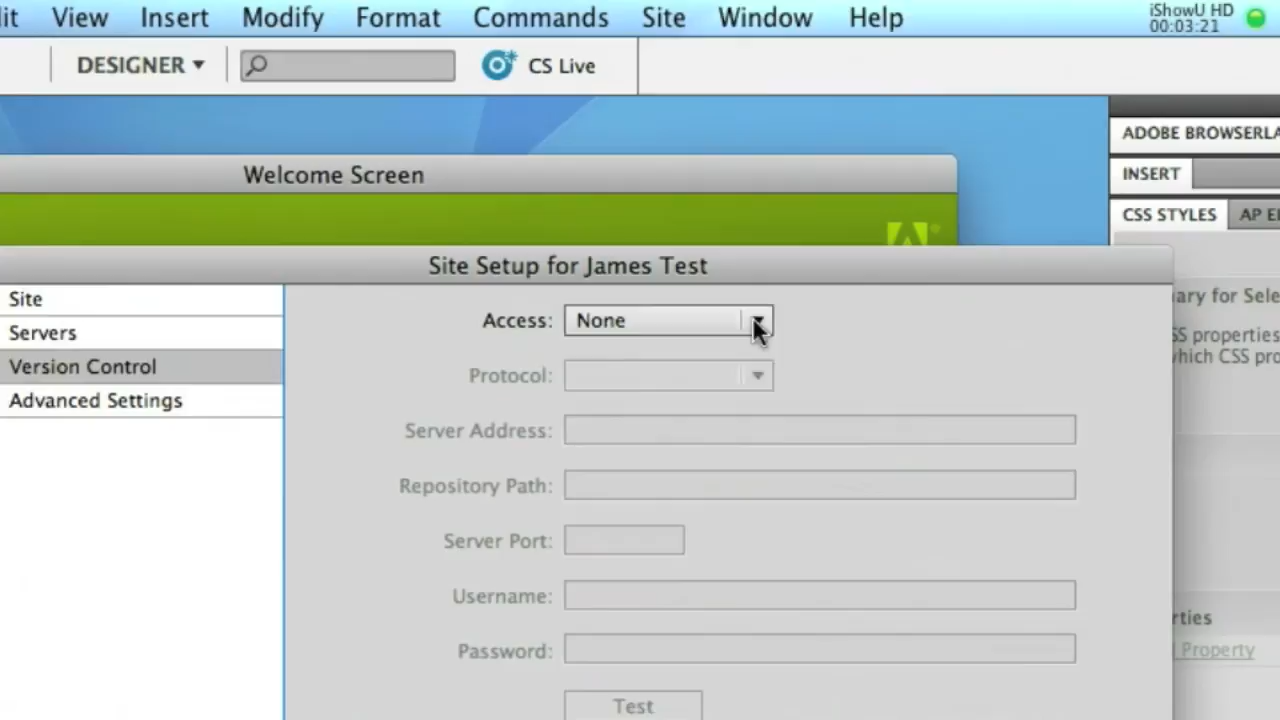 View Insert Modify Format Commands Site Window Help iShowU HD
00:03:21
DESIGNER CS Live
ADOBE BROWSERLA
Welcome Screen
INSERT
CSS STYLES AP E
Site Setup for James Test
Site
Servers
Version Control
Advanced Settings
Access: None
Protocol:
Server Address:
Repository Path:
Server Port:
Username:
Password:
Test
ary for Sele
SS properties
which CSS pro
rties
Property